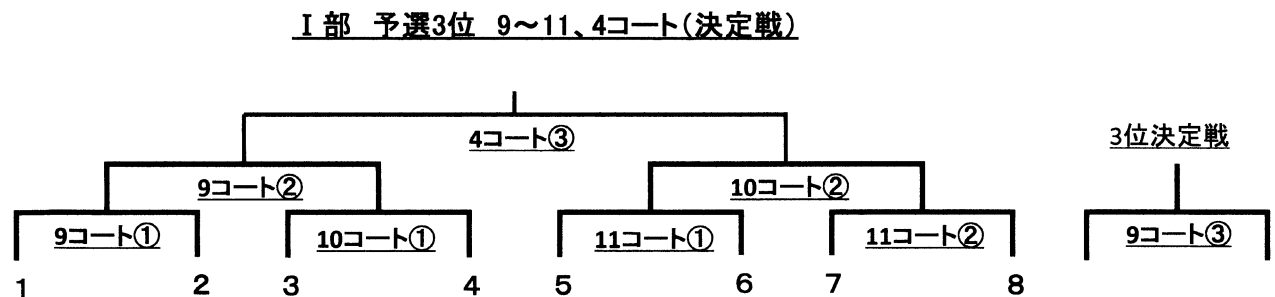 Ⅰ部 予選3位 9～11、4コート(決定戦)
4コート③
3位決定戦
9コート②
10コート②
9コート①
10コート①
11コート①
11コート②
9コート③
1 2 3 4 5 6 7 8